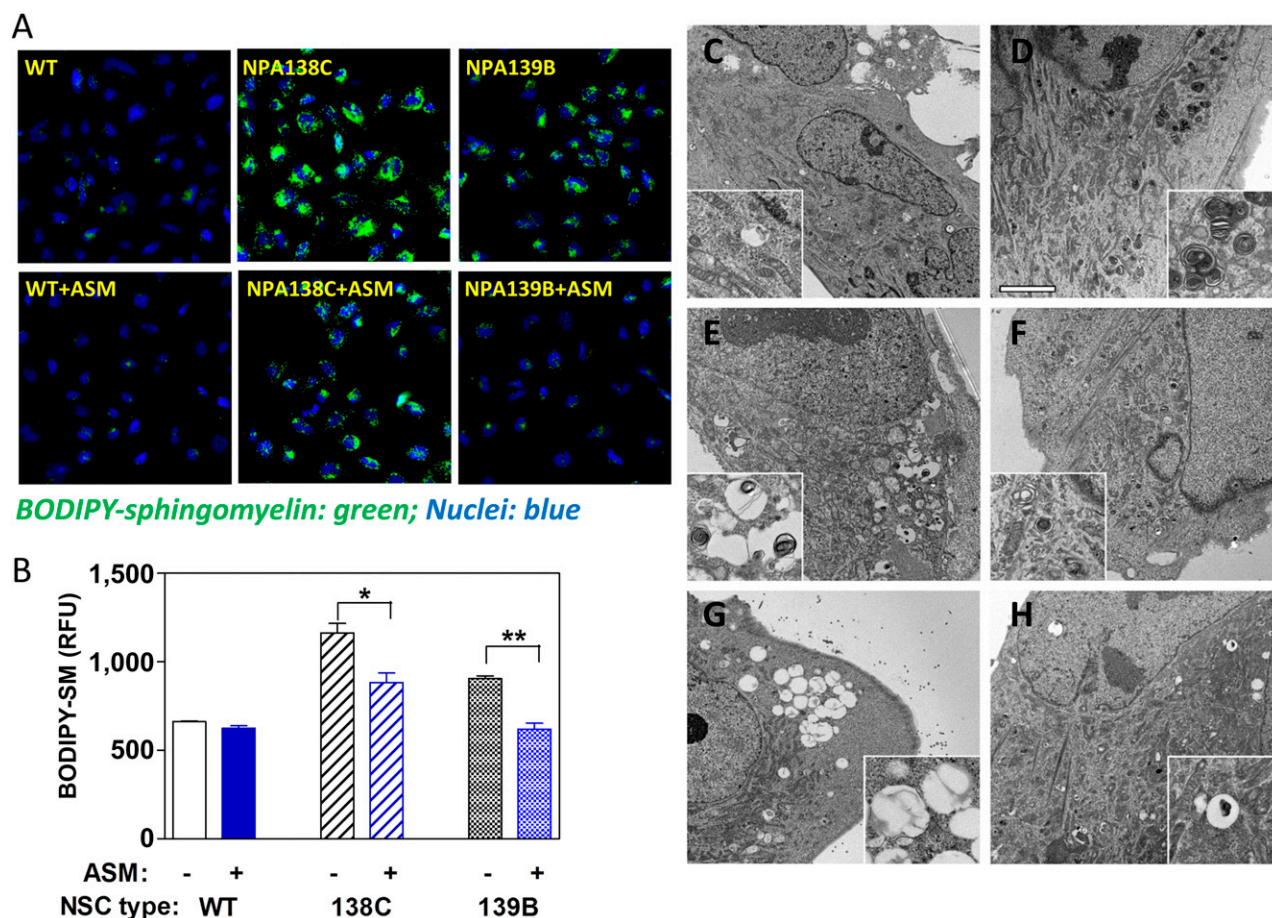 A
WT
NPA138C
NPA139B
WT+ASM
NPA138C+ASM
NPA139B+ASM
BODIPY-sphingomyelin: green; Nuclei: blue
B
BODIPY-SM (RFU)
1,500
1,000
500
0
*
**
ASM: - + - + - +
NSC type: WT 138C 139B
C
D
E
F
G
H